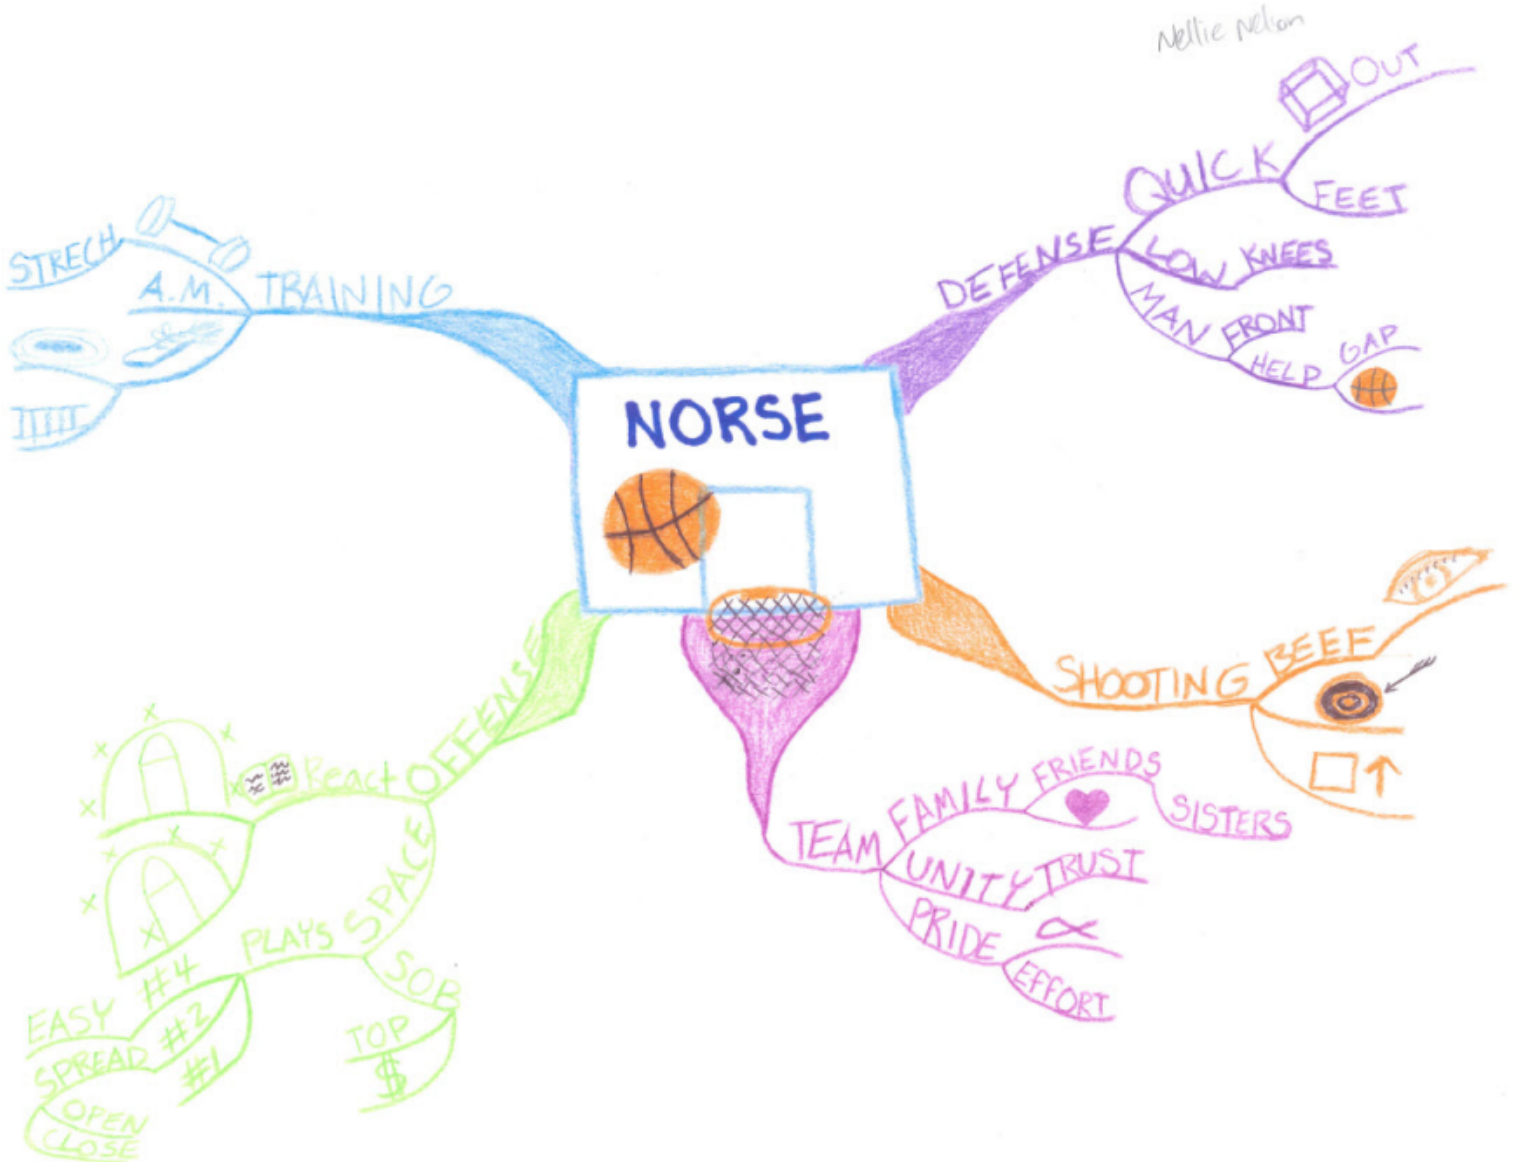 Nellie Nelson
NORSE
DEFENSE
QUICK
OUT
FEET
LOW KNEES
MAN FRONT
HELP GAP
SHOOTING
BEEF
TEAM
FAMILY FRIENDS
SISTERS
UNITY TRUST
PRIDE
EFFORT
OFFENSE
React
SPACE
PLAYS
#4
EASY
#2
SPREAD
#1
OPEN
CLOSE
SOB
TOP
$
TRAINING
STRECH
A.M.